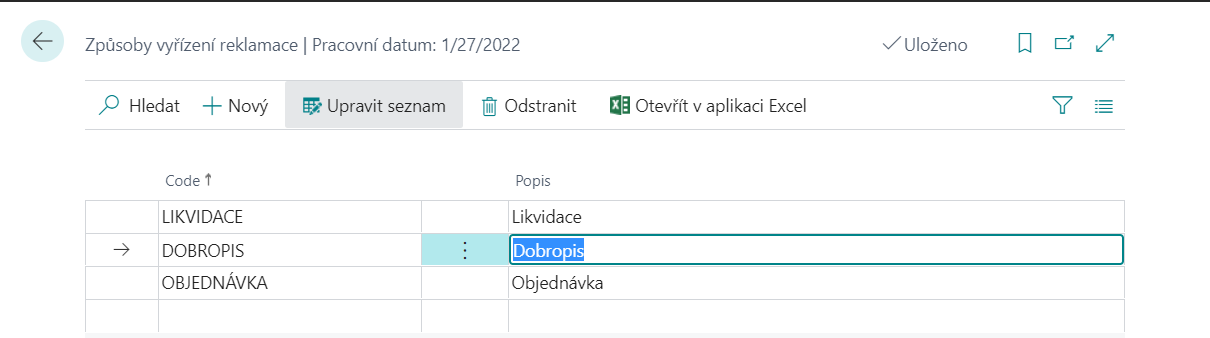 Způsoby vyřízení reklamace | Pracovní datum: 1/27/2022
Uloženo
Hledat
Nový
Upravit seznam
Odstranit
Otevřít v aplikaci Excel
Code ↑
Popis
LIKVIDACE
Likvidace
DOBROPIS
Dobropis
OBJEDNÁVKA
Objednávka